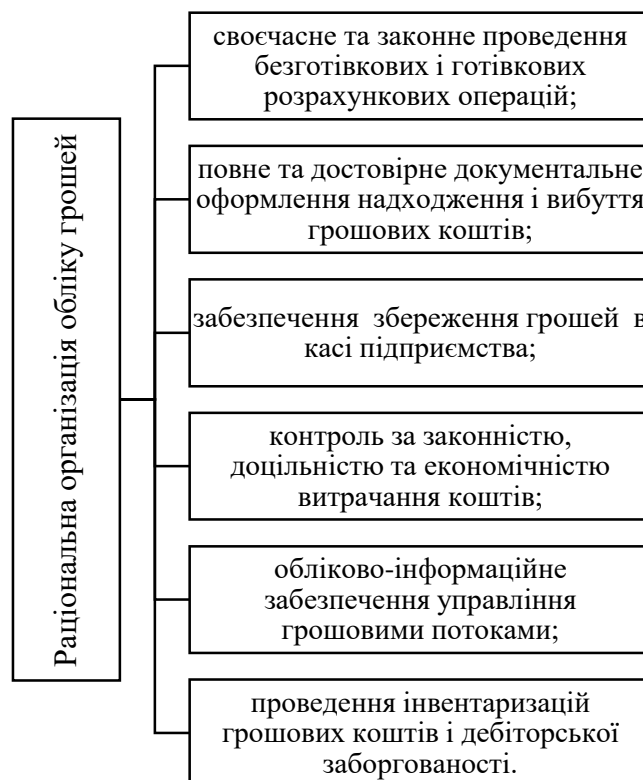 Раціональна організація обліку грошей
своєчасне та законне проведення
безготівкових і готівкових
розрахункових операцій;
повне та достовірне документальне
оформлення надходження і вибуття
грошових коштів;
забезпечення збереження грошей в
касі підприємства;
контроль за законністю,
доцільністю та економічністю
витрачання коштів;
обліково-інформаційне
забезпечення управління
грошовими потоками;
проведення інвентаризацій
грошових коштів і дебіторської
заборгованості.